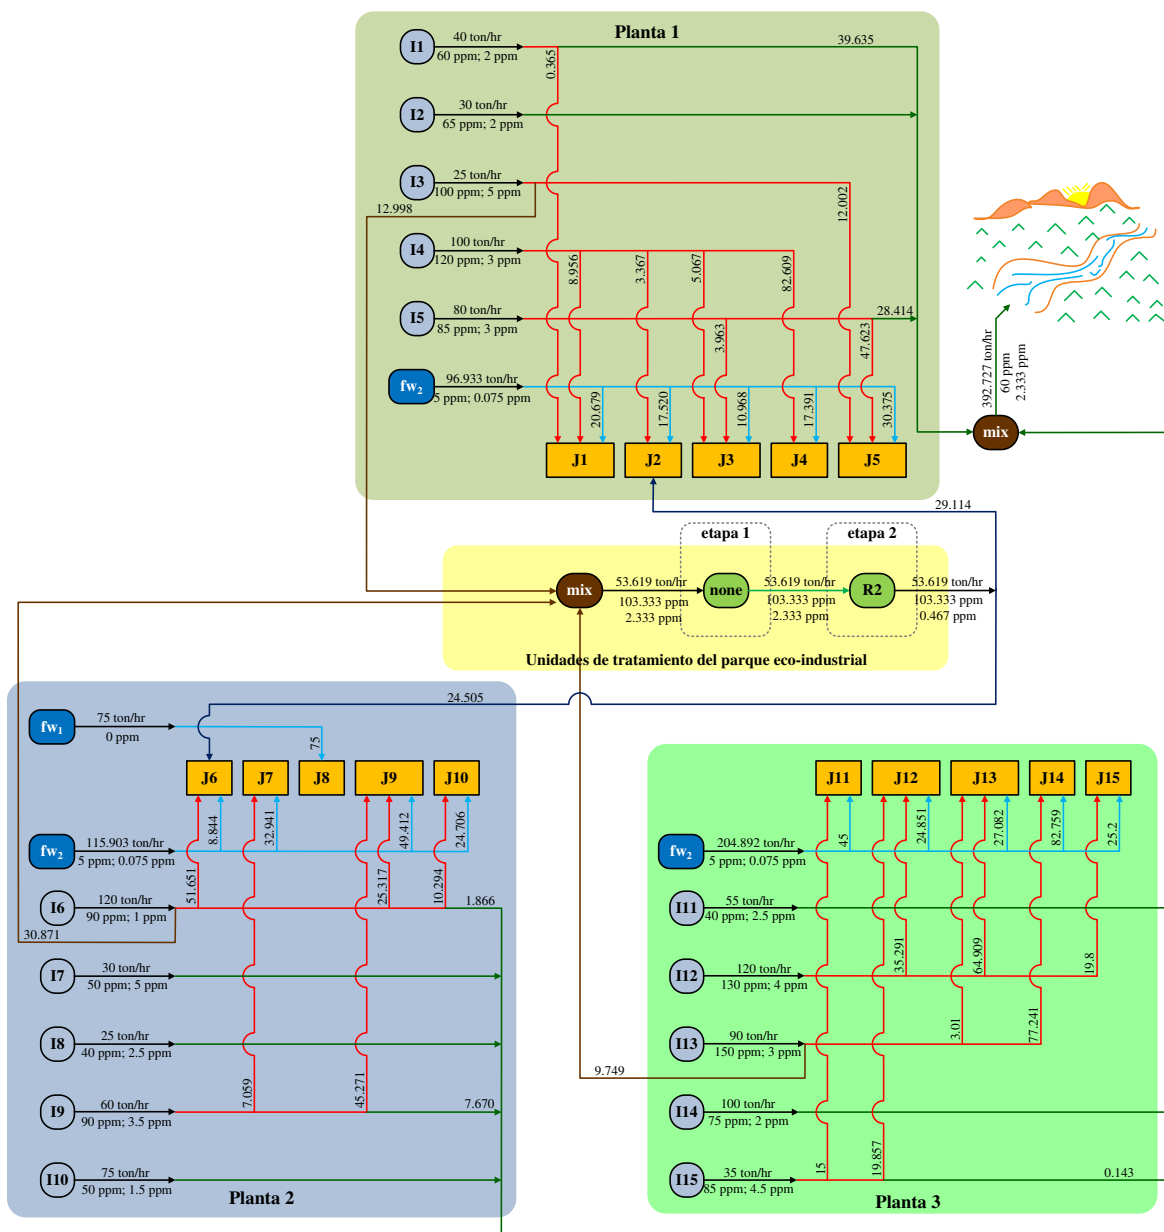 Planta 1
I1
40 ton/hr
60 ppm; 2 ppm
0.365
39.635
I2
30 ton/hr
65 ppm; 2 ppm
I3
25 ton/hr
100 ppm; 5 ppm
12.998
12.002
I4
100 ton/hr
120 ppm; 3 ppm
8.956
3.367
5.067
82.609
I5
80 ton/hr
85 ppm; 3 ppm
3.963
47.623
28.414
fw2
96.933 ton/hr
5 ppm; 0.075 ppm
20.679
17.520
10.968
17.391
30.375
J1
J2
J3
J4
J5
392.727 ton/hr
60 ppm
2.333 ppm
mix
29.114
etapa 1
etapa 2
mix
53.619 ton/hr
103.333 ppm
2.333 ppm
none
53.619 ton/hr
103.333 ppm
2.333 ppm
R2
53.619 ton/hr
103.333 ppm
0.467 ppm
Unidades de tratamiento del parque eco-industrial
24.505
fw1
75 ton/hr
0 ppm
75
J6
J7
J8
J9
J10
fw2
115.903 ton/hr
5 ppm; 0.075 ppm
8.844
32.941
49.412
24.706
I6
120 ton/hr
90 ppm; 1 ppm
51.651
25.317
10.294
1.866
30.871
I7
30 ton/hr
50 ppm; 5 ppm
I8
25 ton/hr
40 ppm; 2.5 ppm
I9
60 ton/hr
90 ppm; 3.5 ppm
7.059
45.271
7.670
I10
75 ton/hr
50 ppm; 1.5 ppm
Planta 2
J11
J12
J13
J14
J15
fw2
204.892 ton/hr
5 ppm; 0.075 ppm
45
24.851
27.082
82.759
25.2
I11
55 ton/hr
40 ppm; 2.5 ppm
I12
120 ton/hr
130 ppm; 4 ppm
35.291
64.909
19.8
I13
90 ton/hr
150 ppm; 3 ppm
3.01
77.241
9.749
I14
100 ton/hr
75 ppm; 2 ppm
I15
35 ton/hr
85 ppm; 4.5 ppm
15
19.857
0.143
Planta 3